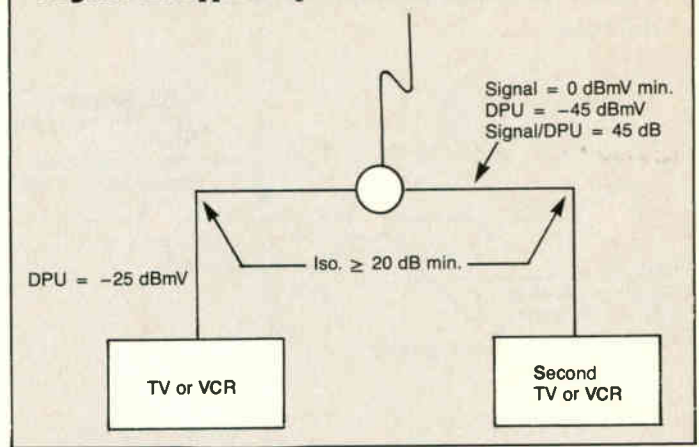 Signal = 0 dBmV min.
DPU = −45 dBmV
Signal/DPU = 45 dB
Iso. ≥ 20 dB min.
DPU = −25 dBmV
TV or VCR
Second
TV or VCR